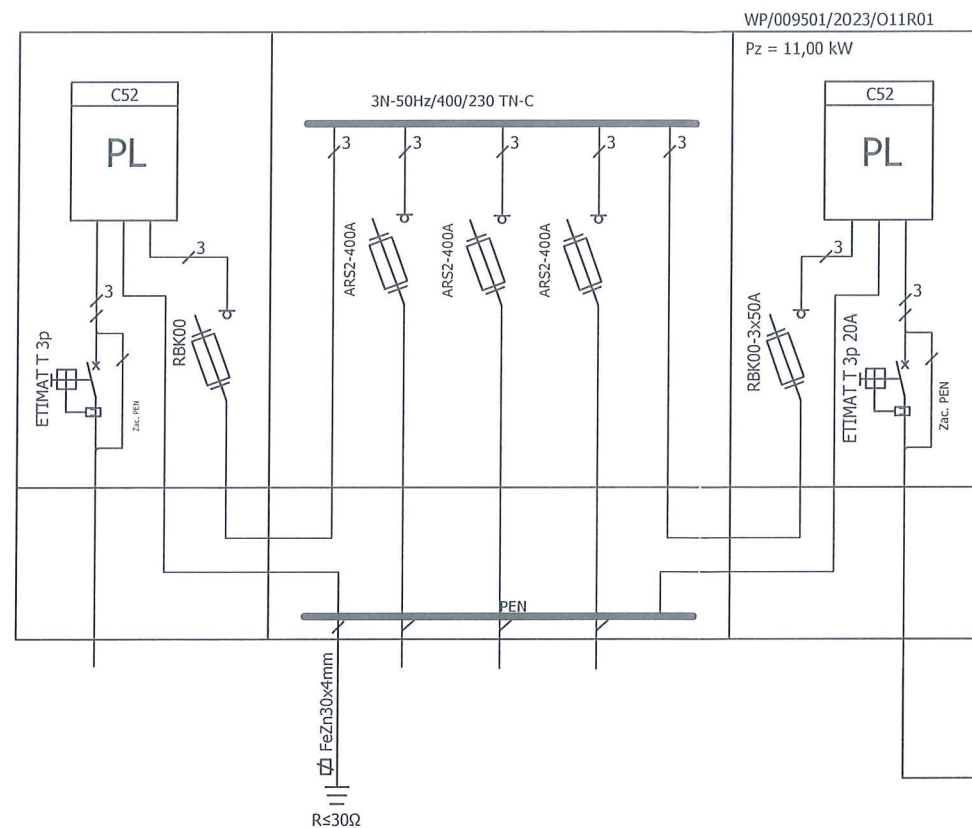 WP/009501/2023/O11R01
Pz = 11,00 kW
C52
PL
3N-50Hz/400/230 TN-C
C52
PL
3
3
3
3
3
3
3
3
3
ARS2-400A
ARS2-400A
ARS2-400A
RBK00
RBK00-3x50A
ETIMAT T 3p
Zac. PEN
ETIMAT T 3p 20A
Zac. PEN
PEN
FeZn30x4mm
R≤30Ω